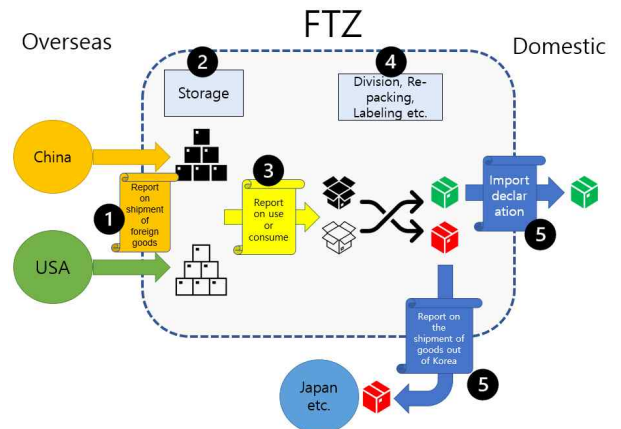 FTZ
Overseas
Domestic
2
Storage
4
Division, Re-
packing,
Labeling etc.
China
1
Report
on
shipment
of
foreign
goods
3
Report
on use
or
consume
Import
declar
ation
5
USA
Report on
the
shipment of
goods out
of Korea
5
Japan
etc.